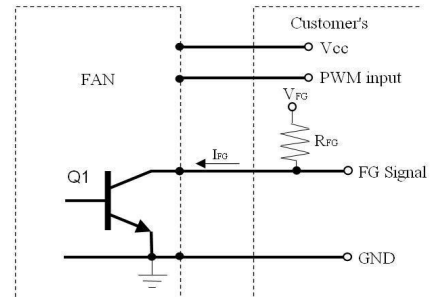 Customer's
Vcc
FAN
PWM input
VFG
RFG
IFG
Q1
FG Signal
GND